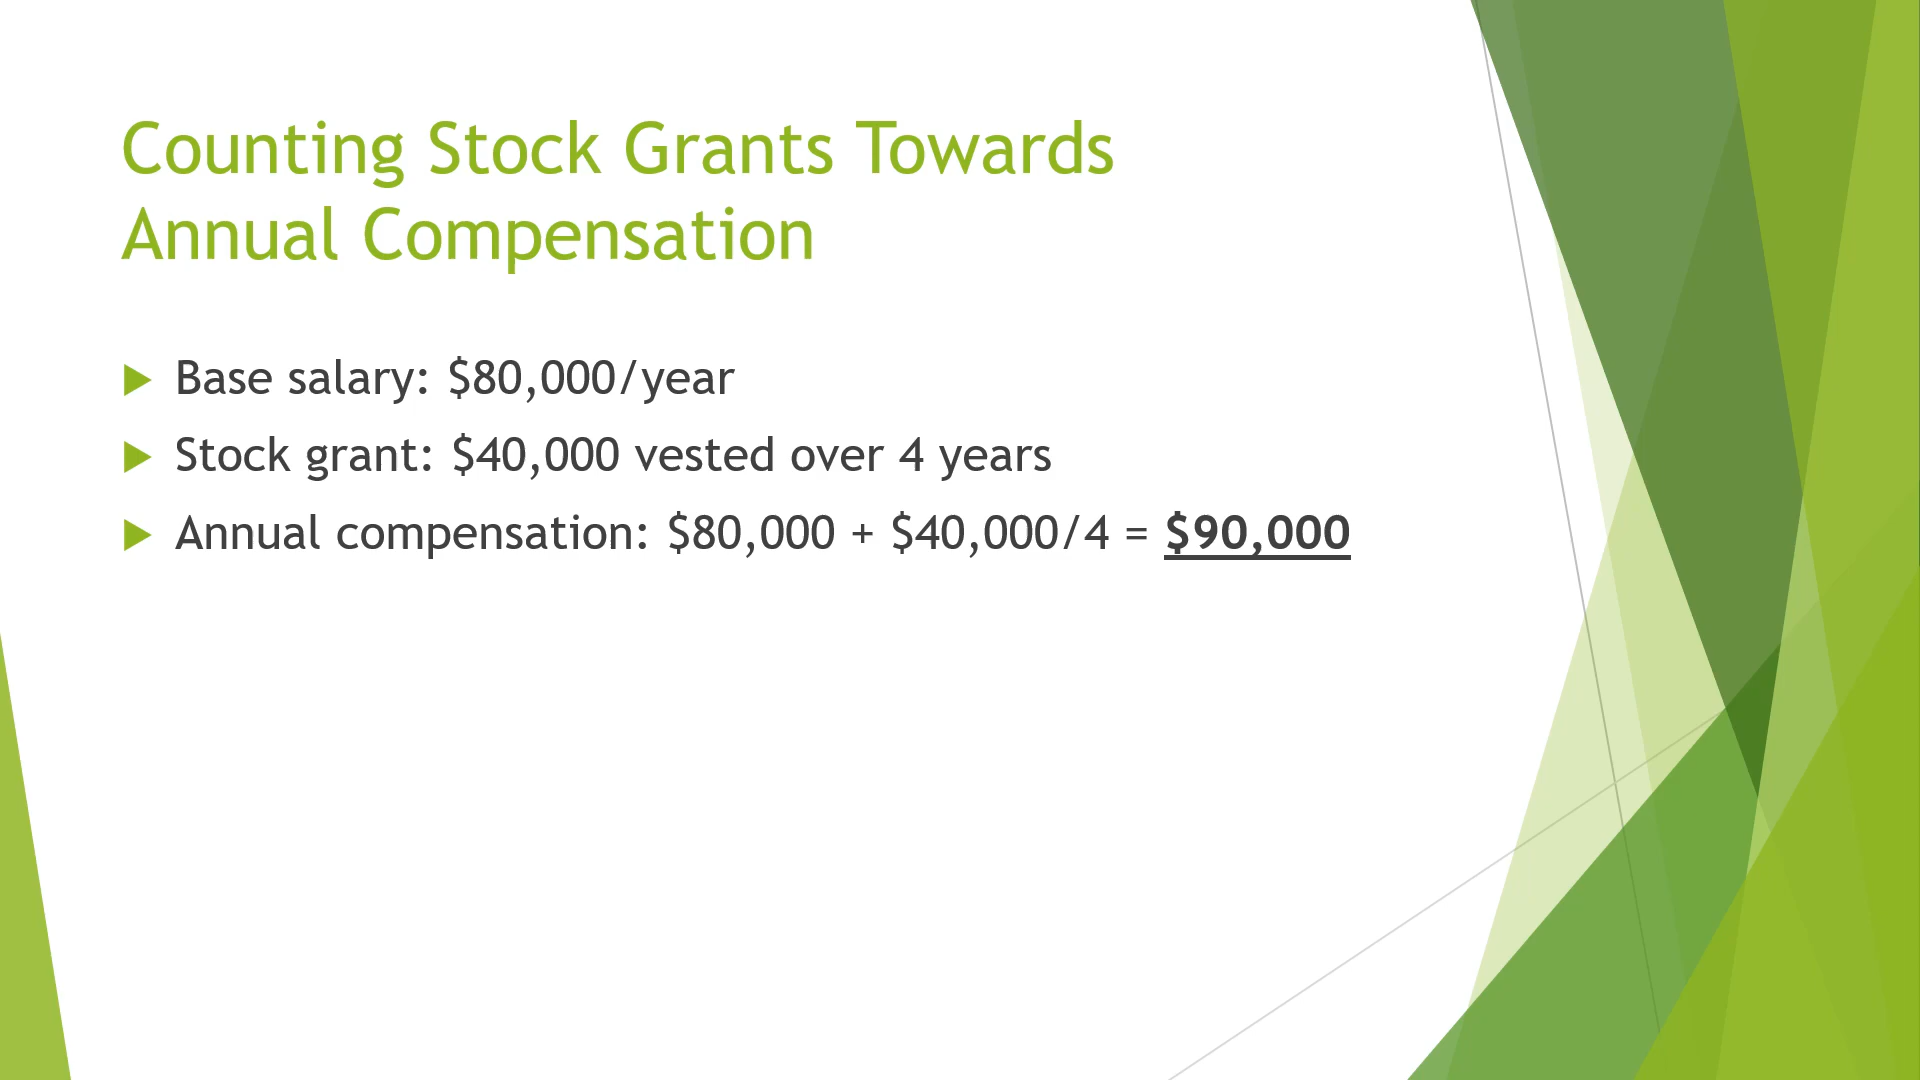 Counting Stock Grants Towards
Annual Compensation
Base salary: $80,000/year
Stock grant: $40,000 vested over 4 years
Annual compensation: $80,000 + $40,000/4 = $90,000